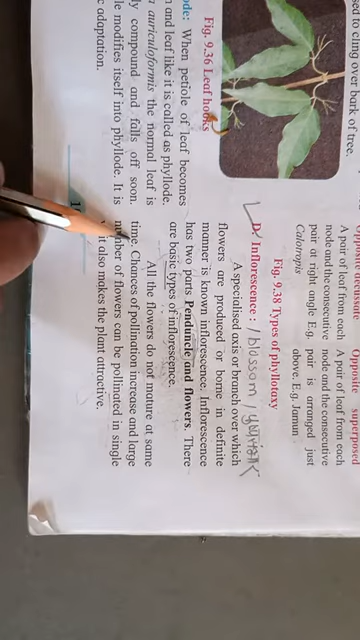 cling over bark of tree.
Fig. 9.36 Leaf hooks
ode: When petiole of leaf becomes
and leaf like it is called as phyllode.
auriculoformis the normal leaf is
ly compound and falls off soon.
le modifies itself into phyllode. It is
c adaptation.
Opposite decussate Opposite superposed
A pair of leaf from each A pair of leaf from each
node and the consecutive node and the consecutive
pair at right angle E.g. pair is arranged just
Calotropis above. E.g. Jamun
Fig. 9.38 Types of phyllotaxy
D. Inflorescence : / blossom /
A specialised axis or branch over which
flowers are produced or borne in definite
manner is known inflorescence. Inflorescence
has two parts Penduncle and flowers. There
are basic types of inflorescence.
All the flowers do not mature at same
time. Chances of pollination increase and large
number of flowers can be pollinated in single
it also makes the plant attractive.